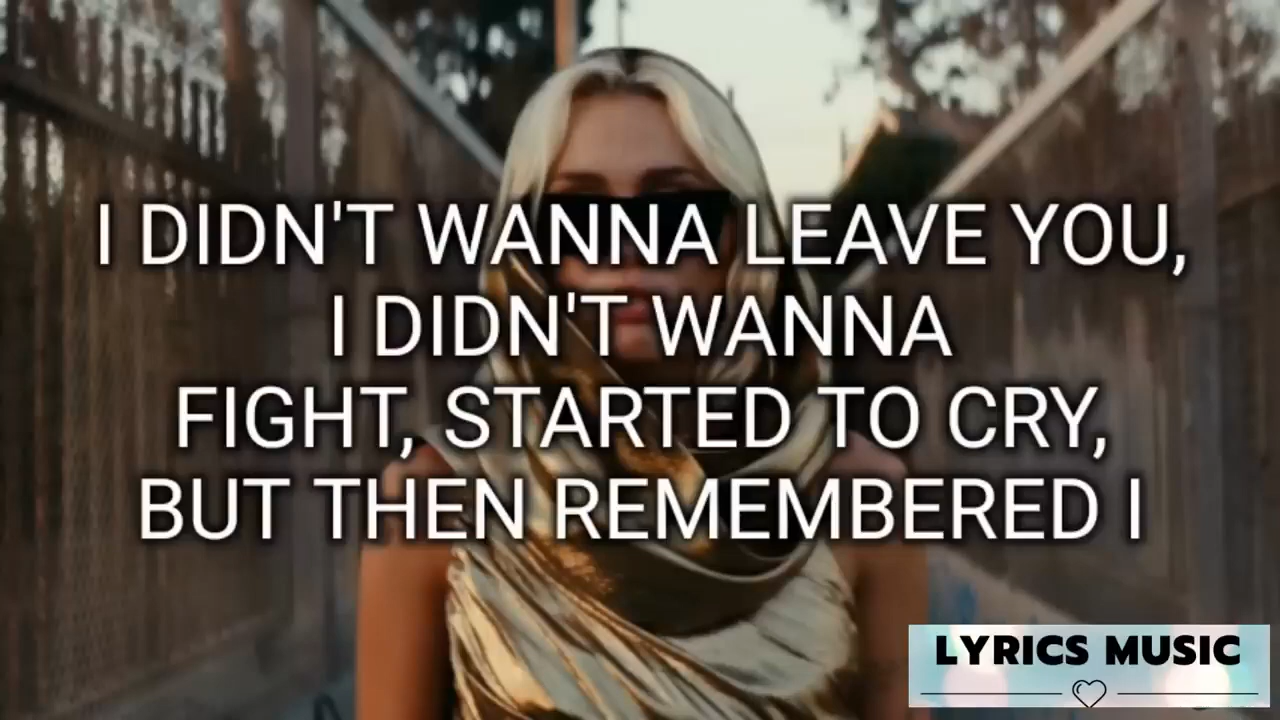 I DIDN'T WANNA LEAVE YOU,
I DIDN'T WANNA
FIGHT, STARTED TO CRY,
BUT THEN REMEMBERED I
LYRICS MUSIC